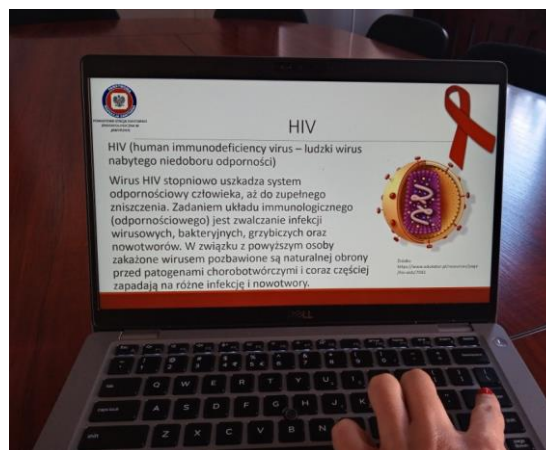 HIV
HIV (human immunodeficiency virus – ludzki wirus
nabytego niedoboru odporności)
Wirus HIV stopniowo uszkadza system
odpornościowy człowieka, aż do zupełnego
zniszczenia. Zadaniem układu immunologicznego
(odpornościowego) jest zwalczanie infekcji
wirusowych, bakteryjnych, grzybiczych oraz
nowotworów. W związku z powyższym osoby
zakażone wirusem pozbawione są naturalnej obrony
przed patogenami chorobotwórczymi i coraz częściej
zapadają na różne infekcję i nowotwory.
DELL
Q W E R T Y U
A S D F G H J K
Z X C V B N M